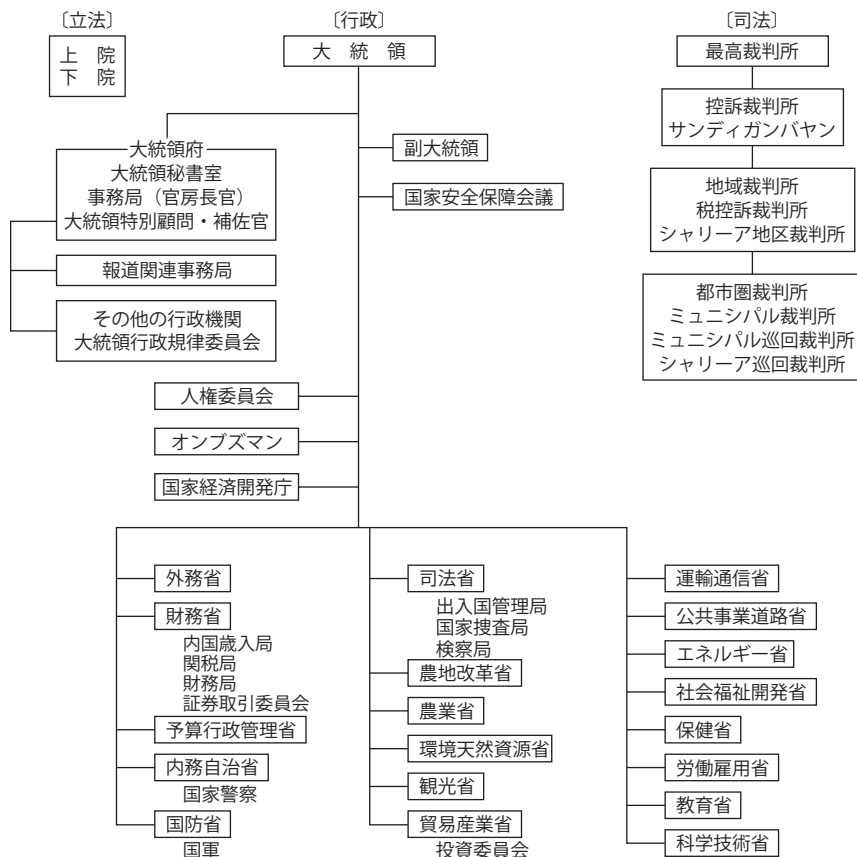 〔立法〕
上 院
下 院
〔行政〕
大 統 領
大統領府
大統領秘書室
事務局（官房長官）
大統領特別顧問・補佐官
報道関連事務局
その他の行政機関
大統領行政規律委員会
副大統領
国家安全保障会議
人権委員会
オンブズマン
国家経済開発庁
外務省
財務省
内国歳入局
関税局
財務局
証券取引委員会
予算行政管理省
内務自治省
国家警察
国防省
国軍
司法省
出入国管理局
国家捜査局
検察局
農地改革省
農業省
環境天然資源省
観光省
貿易産業省
投資委員会
運輸通信省
公共事業道路省
エネルギー省
社会福祉開発省
保健省
労働雇用省
教育省
科学技術省
〔司法〕
最高裁判所
控訴裁判所
サンディガンバヤン
地域裁判所
税控訴裁判所
シャリーア地区裁判所
都市圏裁判所
ミュニシパル裁判所
ミュニシパル巡回裁判所
シャリーア巡回裁判所